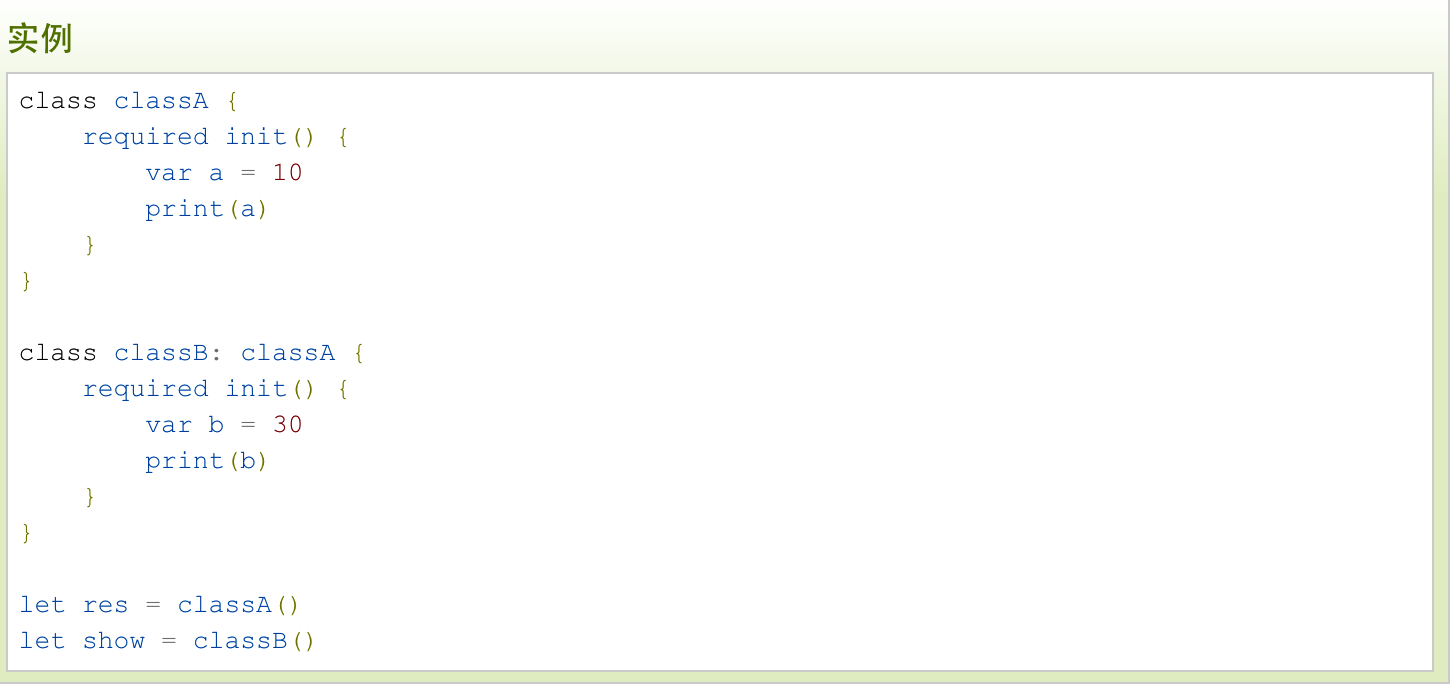 实例
class classA {
    required init() {
        var a = 10
        print(a)
    }
}

class classB: classA {
    required init() {
        var b = 30
        print(b)
    }
}

let res = classA()
let show = classB()